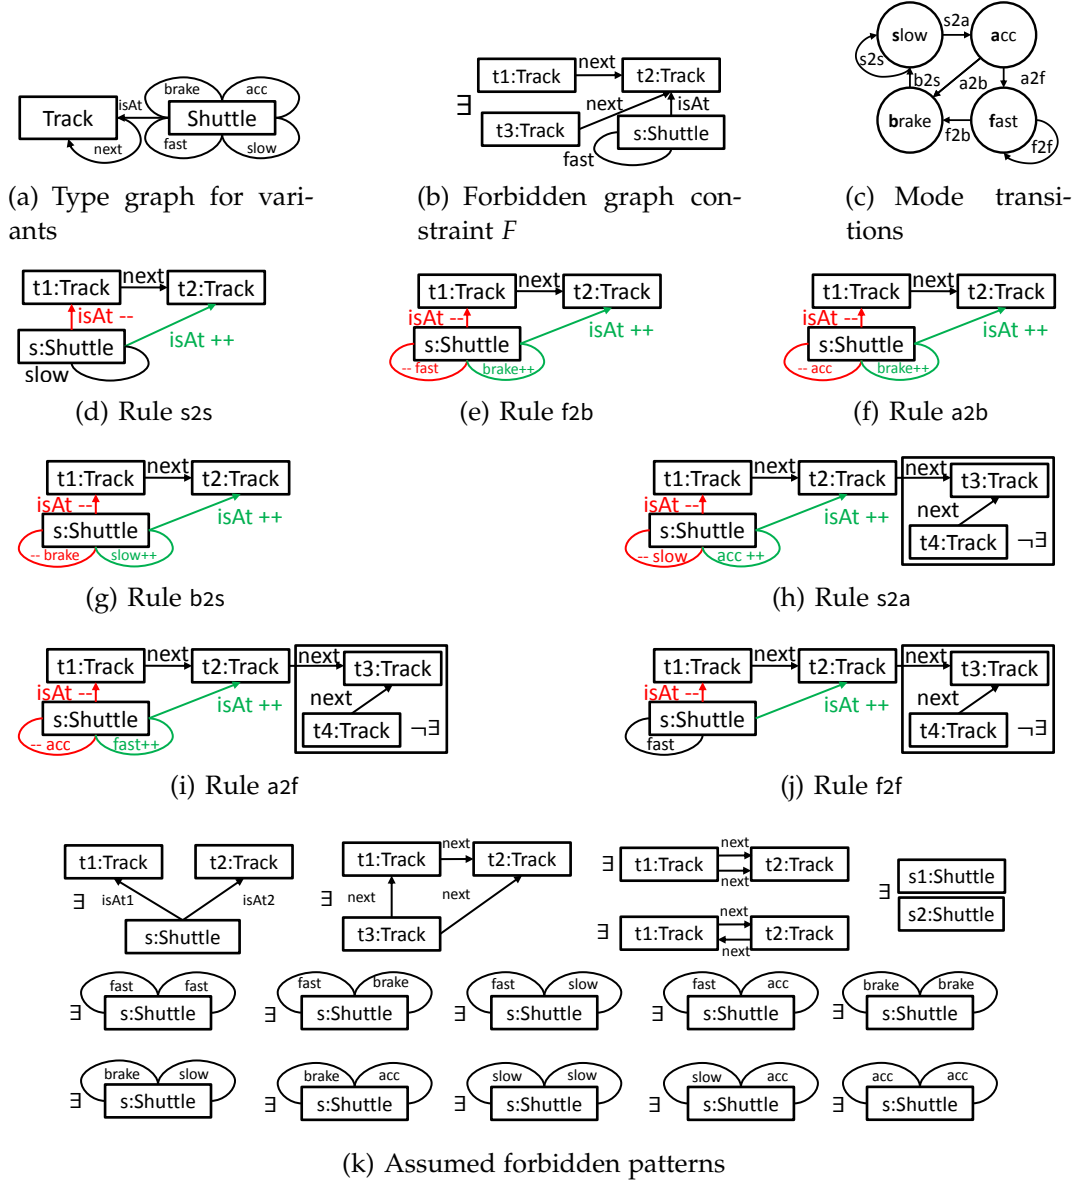 Track
isAt
next
brake
acc
Shuttle
fast
slow
(a) Type graph for vari-
ants
∃
t1:Track
next
t2:Track
next
isAt
t3:Track
s:Shuttle
fast
(b) Forbidden graph con-
straint F
slow
s2a
acc
s2s
b2s
a2b
a2f
brake
f2b
fast
f2f
(c) Mode transi-
tions
t1:Track
next
t2:Track
isAt --
s:Shuttle
isAt ++
slow
(d) Rule s2s
t1:Track
next
t2:Track
isAt --
s:Shuttle
isAt ++
-- fast
brake++
(e) Rule f2b
t1:Track
next
t2:Track
isAt --
s:Shuttle
isAt ++
-- acc
brake++
(f) Rule a2b
t1:Track
next
t2:Track
isAt --
s:Shuttle
isAt ++
-- brake
slow++
(g) Rule b2s
t1:Track
next
t2:Track
next
t3:Track
isAt --
next
s:Shuttle
isAt ++
t4:Track
¬∃
-- slow
acc ++
(h) Rule s2a
t1:Track
next
t2:Track
next
t3:Track
isAt --
next
s:Shuttle
isAt ++
t4:Track
¬∃
-- acc
fast++
(i) Rule a2f
t1:Track
next
t2:Track
next
t3:Track
isAt --
next
s:Shuttle
isAt ++
t4:Track
¬∃
fast
(j) Rule f2f
t1:Track
t2:Track
∃
isAt1
isAt2
s:Shuttle
t1:Track
next
t2:Track
∃
next
next
t3:Track
∃
t1:Track
next
next
t2:Track
∃
t1:Track
next
next
t2:Track
∃
s1:Shuttle
s2:Shuttle
∃
fast
fast
s:Shuttle
∃
fast
brake
s:Shuttle
∃
fast
slow
s:Shuttle
∃
fast
acc
s:Shuttle
∃
brake
brake
s:Shuttle
∃
brake
slow
s:Shuttle
∃
brake
acc
s:Shuttle
∃
slow
slow
s:Shuttle
∃
slow
acc
s:Shuttle
∃
acc
acc
s:Shuttle
(k) Assumed forbidden patterns